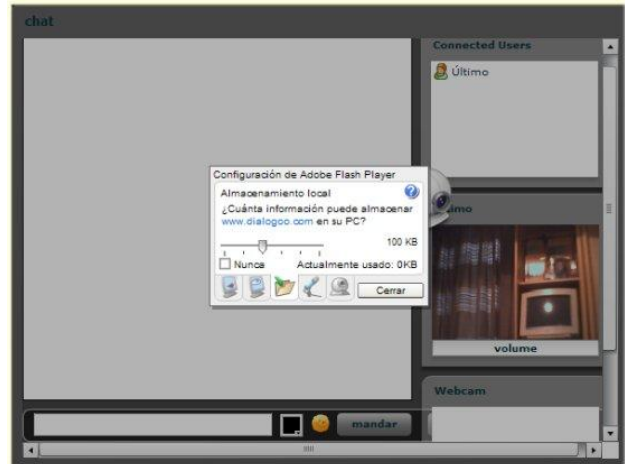 chat
Connected Users
Último
Configuración de Adobe Flash Player
Almacenamiento local
¿Cuánta información puede almacenar
www.dialogoo.com en su PC?
100 KB
Nunca
Actualmente usado: 0KB
Cerrar
volume
Webcam
mandar